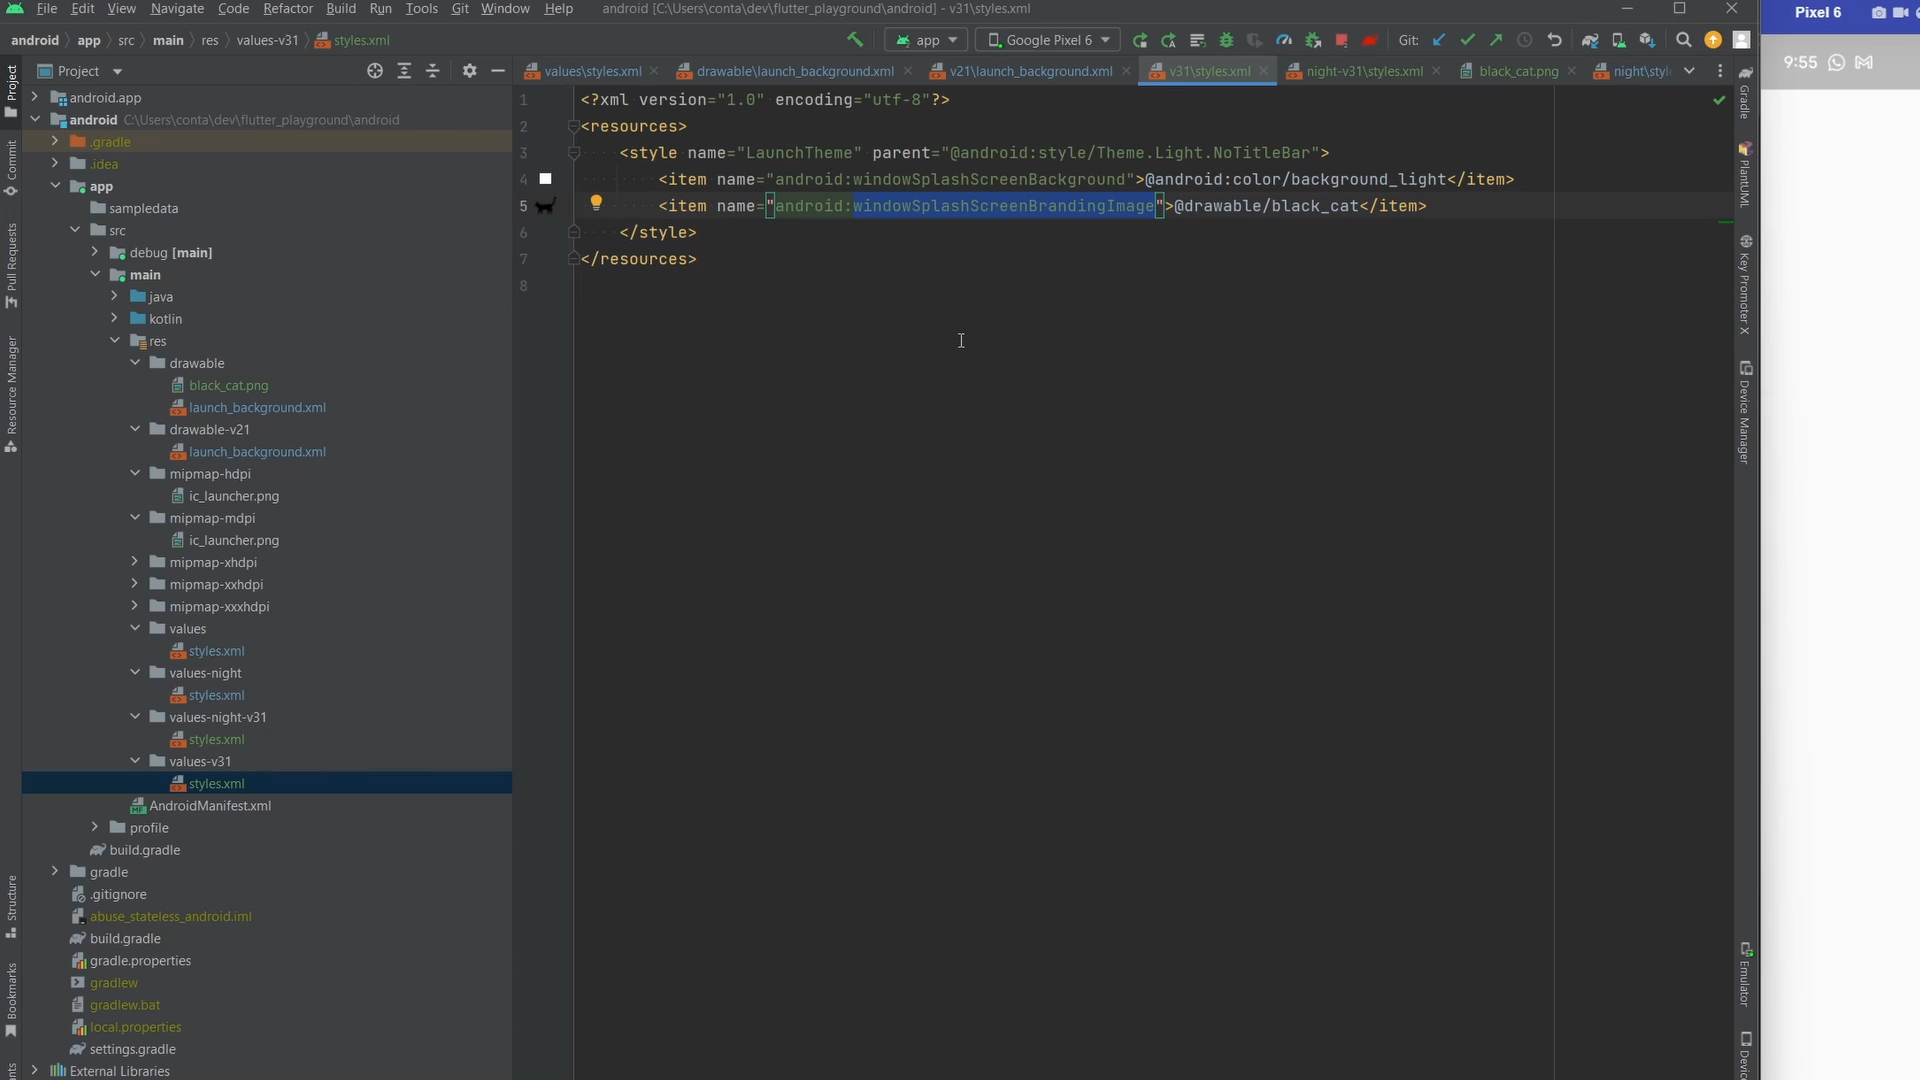 File Edit View Navigate Code Refactor Build Run Tools Git Window Help android [C:\Users\conta\dev\flutter_playground\android] - v31\styles.xml
Pixel 6
android app src main res values-v31 styles.xml
app Google Pixel 6 Git:
9:55
Project
values\styles.xml drawable\launch_background.xml v21\launch_background.xml v31\styles.xml night-v31\styles.xml black_cat.png night\styl
android.app
android C:\Users\conta\dev\flutter_playground\android
.gradle
.idea
app
sampledata
src
debug [main]
main
java
kotlin
res
drawable
black_cat.png
launch_background.xml
drawable-v21
launch_background.xml
mipmap-hdpi
ic_launcher.png
mipmap-mdpi
ic_launcher.png
mipmap-xhdpi
mipmap-xxhdpi
mipmap-xxxhdpi
values
styles.xml
values-night
styles.xml
values-night-v31
styles.xml
values-v31
styles.xml
AndroidManifest.xml
profile
build.gradle
gradle
.gitignore
abuse_stateless_android.iml
build.gradle
gradle.properties
gradlew
gradlew.bat
local.properties
settings.gradle
External Libraries
1 <?xml version="1.0" encoding="utf-8"?>
2 <resources>
3 <style name="LaunchTheme" parent="@android:style/Theme.Light.NoTitleBar">
4 <item name="android:windowSplashScreenBackground">@android:color/background_light</item>
5 <item name="android:windowSplashScreenBrandingImage">@drawable/black_cat</item>
6 </style>
7 </resources>
8
Project
Commit
Pull Requests
Resource Manager
Structure
Bookmarks
Gradle
PlantUML
Key Promoter X
Device Manager
Emulator